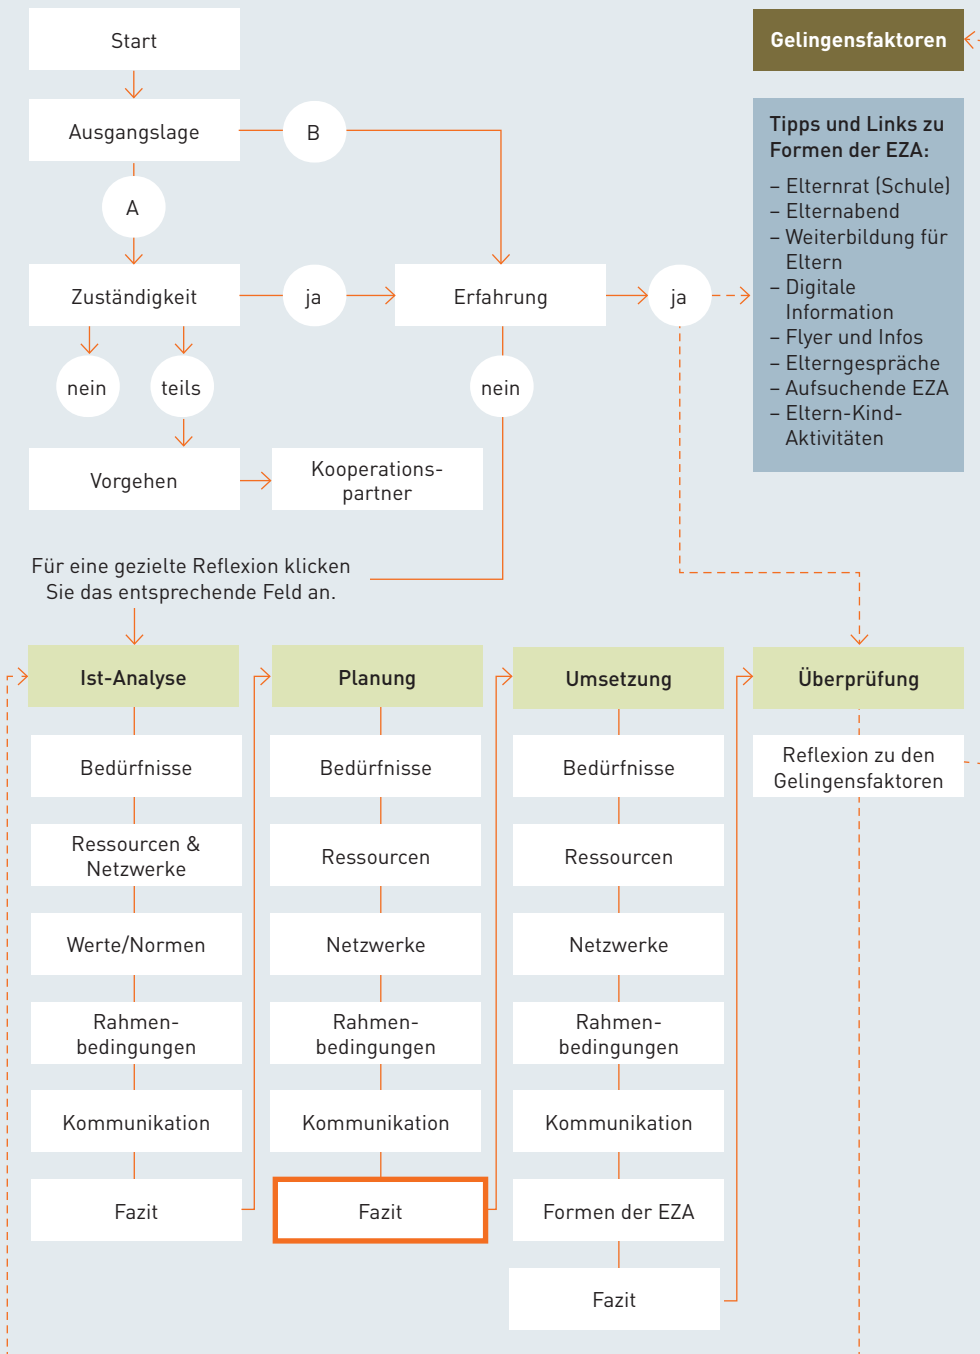 Start
Gelingensfaktoren
Ausgangslage
B
A
Tipps und Links zu
Formen der EZA:
– Elternrat (Schule)
– Elternabend
– Weiterbildung für
Eltern
– Digitale
Information
– Flyer und Infos
– Elterngespräche
– Aufsuchende EZA
– Eltern-Kind-
Aktivitäten
Zuständigkeit
ja
Erfahrung
ja
nein
teils
nein
Vorgehen
Kooperations-
partner
Für eine gezielte Reflexion klicken
Sie das entsprechende Feld an.
Ist-Analyse
Bedürfnisse
Ressourcen &
Netzwerke
Werte/Normen
Rahmen-
bedingungen
Kommunikation
Fazit
Planung
Bedürfnisse
Ressourcen
Netzwerke
Rahmen-
bedingungen
Kommunikation
Fazit
Umsetzung
Bedürfnisse
Ressourcen
Netzwerke
Rahmen-
bedingungen
Kommunikation
Formen der EZA
Fazit
Überprüfung
Reflexion zu den
Gelingensfaktoren